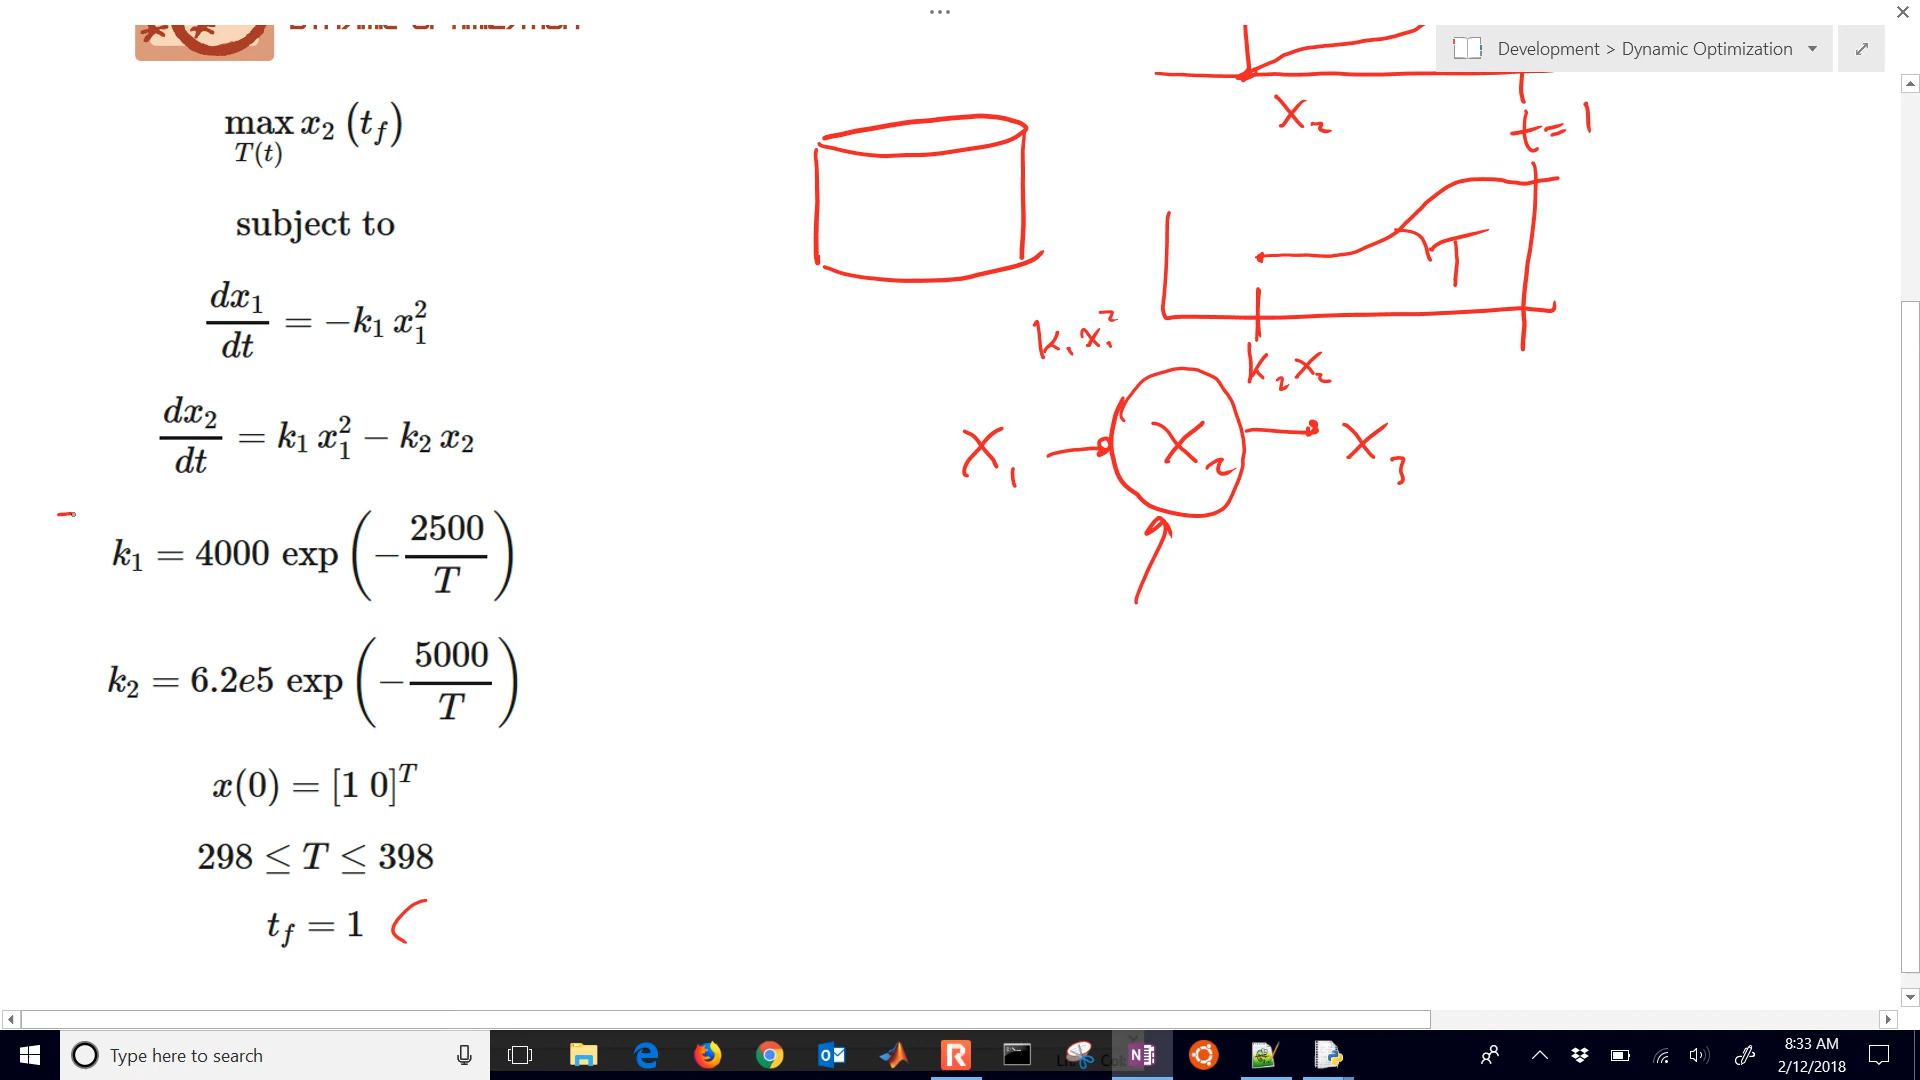 Development > Dynamic Optimization
max x₂ (t_f)
T(t)
subject to
dx₁/dt = −k₁ x₁²
dx₂/dt = k₁ x₁² − k₂ x₂
k₁ = 4000 exp (−2500/T)
k₂ = 6.2e5 exp (−5000/T)
x(0) = [1 0]ᵀ
298 ≤ T ≤ 398
t_f = 1
X₂
t=1
T
k₁x₁²
k₂x₂
X₁
X₂
X₃
Type here to search
8:33 AM
2/12/2018